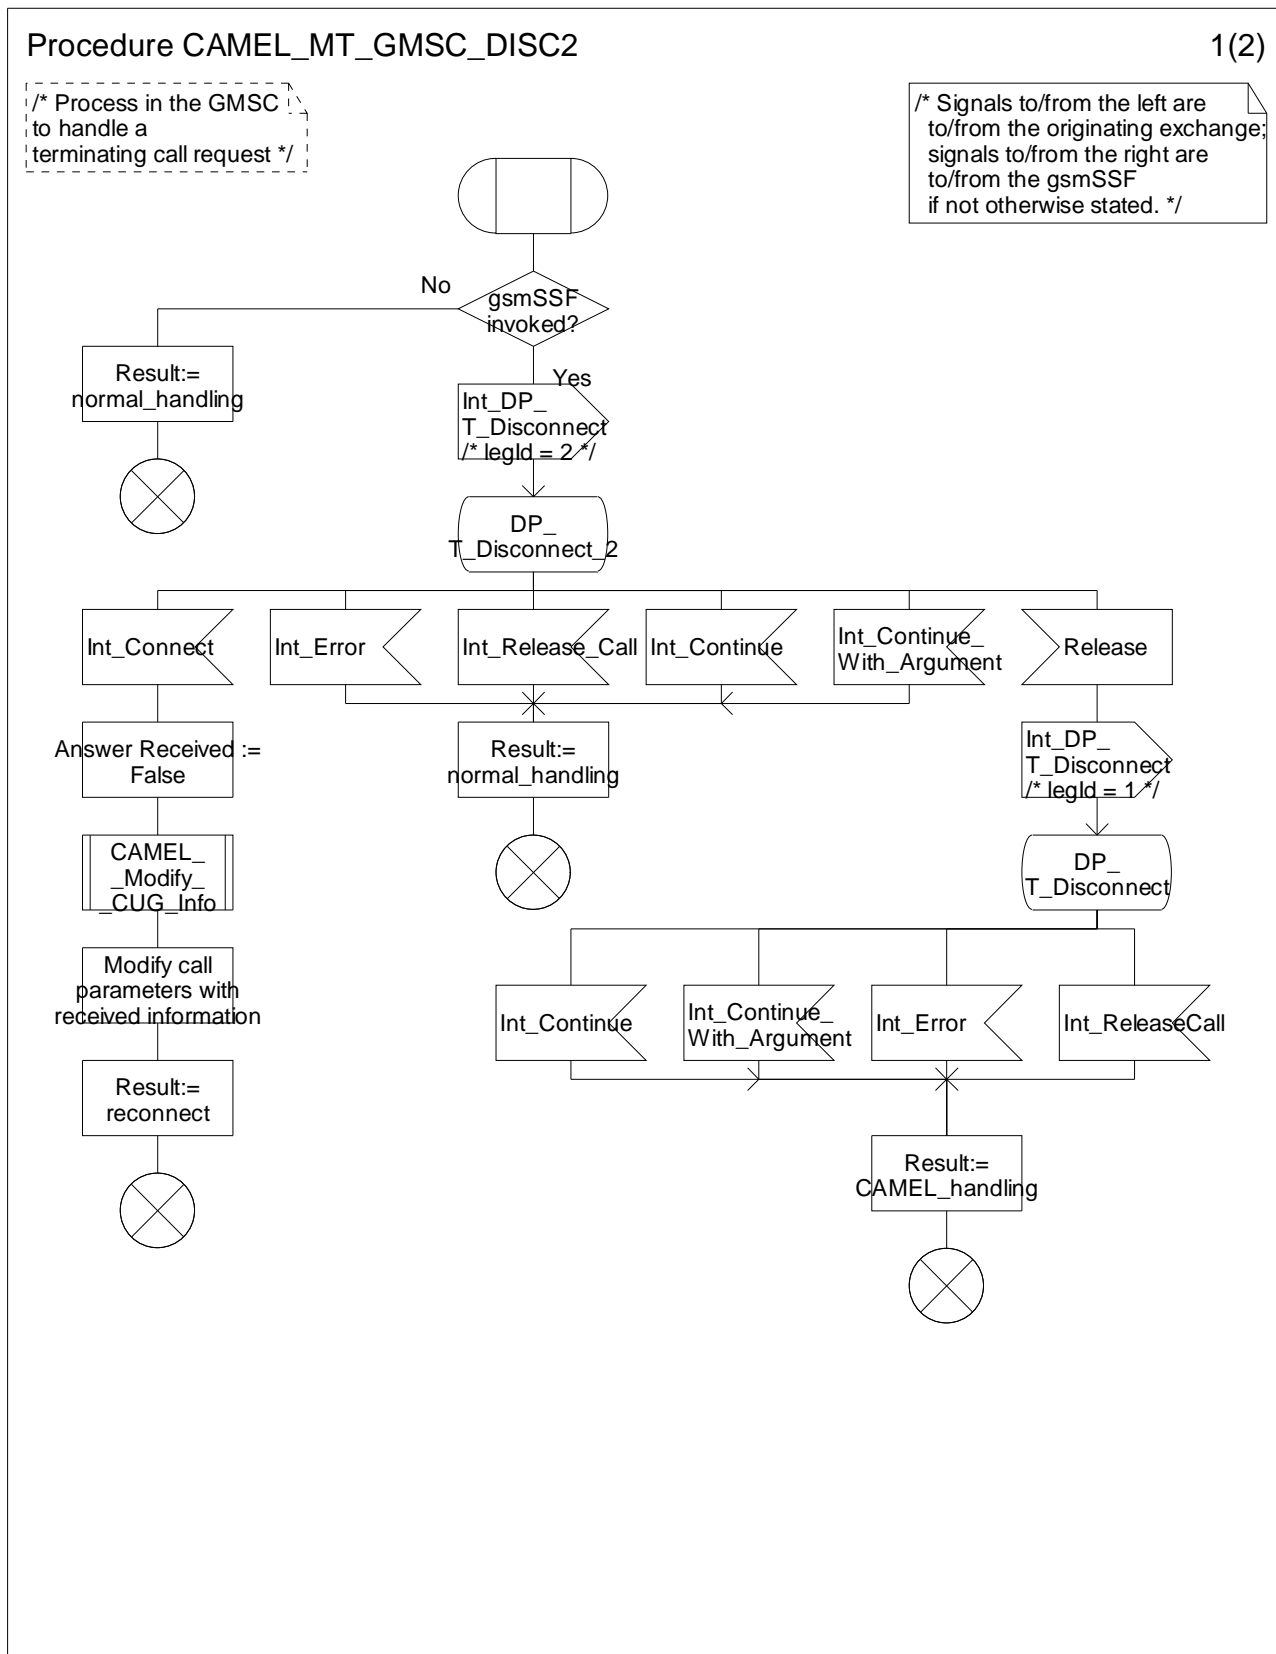 Procedure CAMEL_MT_GMSC_DISC2
1(2)
/* Process in the GMSC
to handle a
terminating call request */
/* Signals to/from the left are
to/from the originating exchange;
signals to/from the right are
to/from the gsmSSF
if not otherwise stated. */
gsmSSF
invoked?
No
Yes
Result:=
normal_handling
Int_DP_
T_Disconnect
/* legId = 2 */
DP_
T_Disconnect_2
Int_Connect
Int_Error
Int_Release_Call
Int_Continue
Int_Continue_
With_Argument
Release
Answer Received :=
False
Result:=
normal_handling
Int_DP_
T_Disconnect
/* legId = 1 */
CAMEL_
_Modify_
_CUG_Info
DP_
T_Disconnect
Modify call
parameters with
received information
Int_Continue
Int_Continue_
With_Argument
Int_Error
Int_ReleaseCall
Result:=
reconnect
Result:=
CAMEL_handling